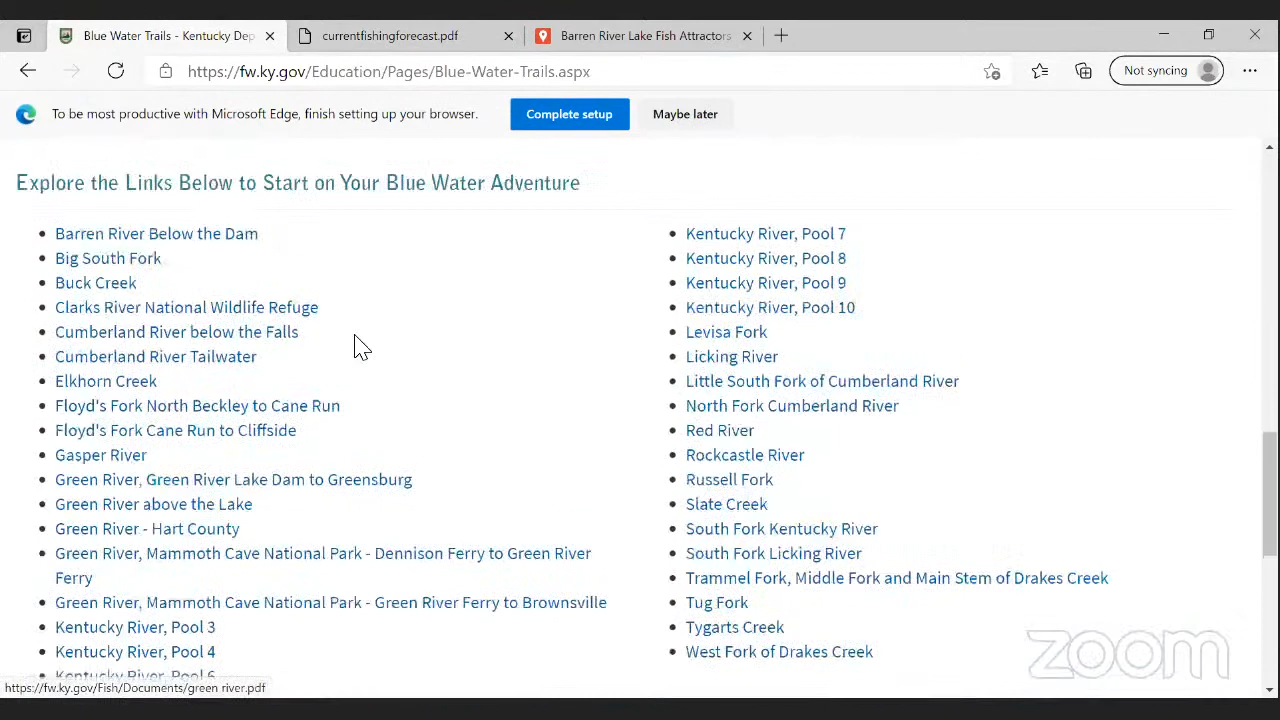 Blue Water Trails - Kentucky Dep
currentfishingforecast.pdf
Barren River Lake Fish Attractors
https://fw.ky.gov/Education/Pages/Blue-Water-Trails.aspx
Not syncing
To be most productive with Microsoft Edge, finish setting up your browser.
Complete setup
Maybe later
Explore the Links Below to Start on Your Blue Water Adventure
Barren River Below the Dam
Big South Fork
Buck Creek
Clarks River National Wildlife Refuge
Cumberland River below the Falls
Cumberland River Tailwater
Elkhorn Creek
Floyd's Fork North Beckley to Cane Run
Floyd's Fork Cane Run to Cliffside
Gasper River
Green River, Green River Lake Dam to Greensburg
Green River above the Lake
Green River - Hart County
Green River, Mammoth Cave National Park - Dennison Ferry to Green River
Ferry
Green River, Mammoth Cave National Park - Green River Ferry to Brownsville
Kentucky River, Pool 3
Kentucky River, Pool 4
Kentucky River, Pool 6
Kentucky River, Pool 7
Kentucky River, Pool 8
Kentucky River, Pool 9
Kentucky River, Pool 10
Levisa Fork
Licking River
Little South Fork of Cumberland River
North Fork Cumberland River
Red River
Rockcastle River
Russell Fork
Slate Creek
South Fork Kentucky River
South Fork Licking River
Trammel Fork, Middle Fork and Main Stem of Drakes Creek
Tug Fork
Tygarts Creek
West Fork of Drakes Creek
https://fw.ky.gov/Fish/Documents/green river.pdf
zoom